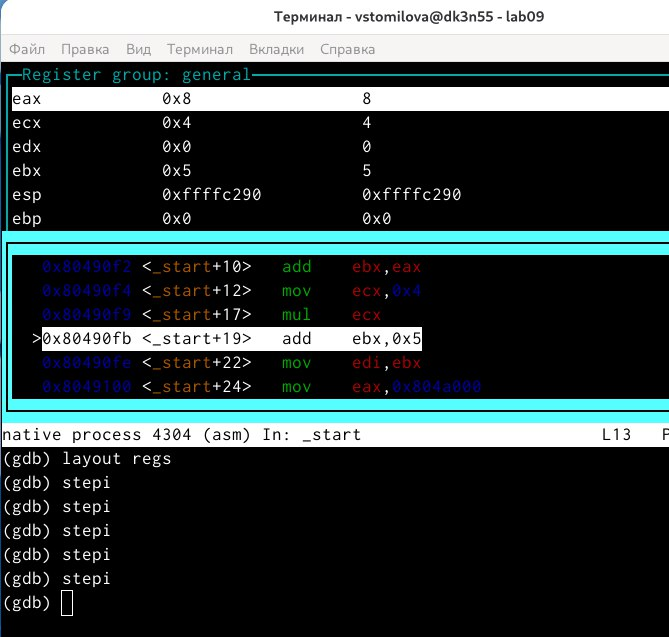 Терминал - vstomilova@dk3n55 - lab09
Файл Правка Вид Терминал Вкладки Справка
Register group: general
eax 0x8 8
ecx 0x4 4
edx 0x0 0
ebx 0x5 5
esp 0xffffc290 0xffffc290
ebp 0x0 0x0
0x80490f2 <_start+10> add ebx,eax
0x80490f4 <_start+12> mov ecx,0x4
0x80490f9 <_start+17> mul ecx
>0x80490fb <_start+19> add ebx,0x5
0x80490fe <_start+22> mov edi,ebx
0x8049100 <_start+24> mov eax,0x804a000
native process 4304 (asm) In: _start L13 P
(gdb) layout regs
(gdb) stepi
(gdb) stepi
(gdb) stepi
(gdb) stepi
(gdb) stepi
(gdb)